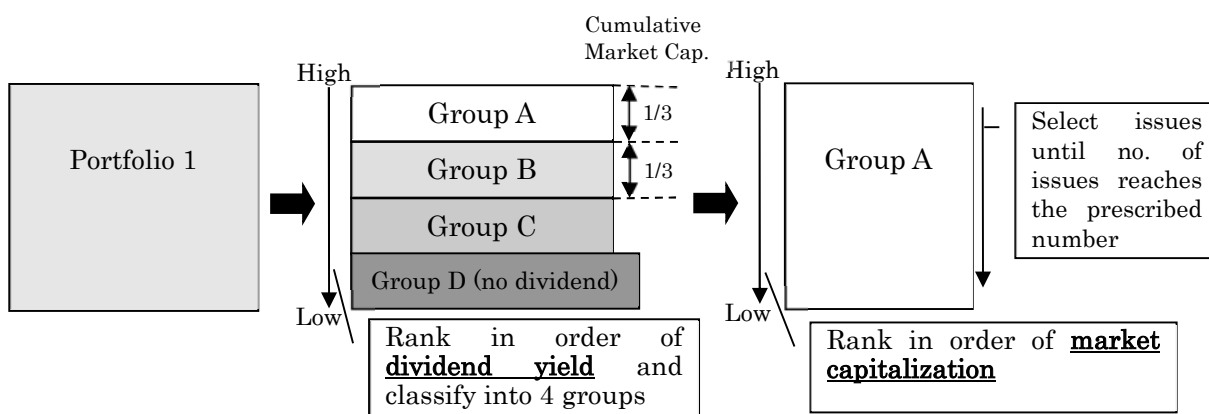 Cumulative
Market Cap.
High
High
Group A
1/3
Portfolio 1
Group B
1/3
Group C
Group D (no dividend)
Low
Rank in order of
dividend yield and
classify into 4 groups
Group A
Select issues
until no. of
issues reaches
the prescribed
number
Low
Rank in order of market
capitalization